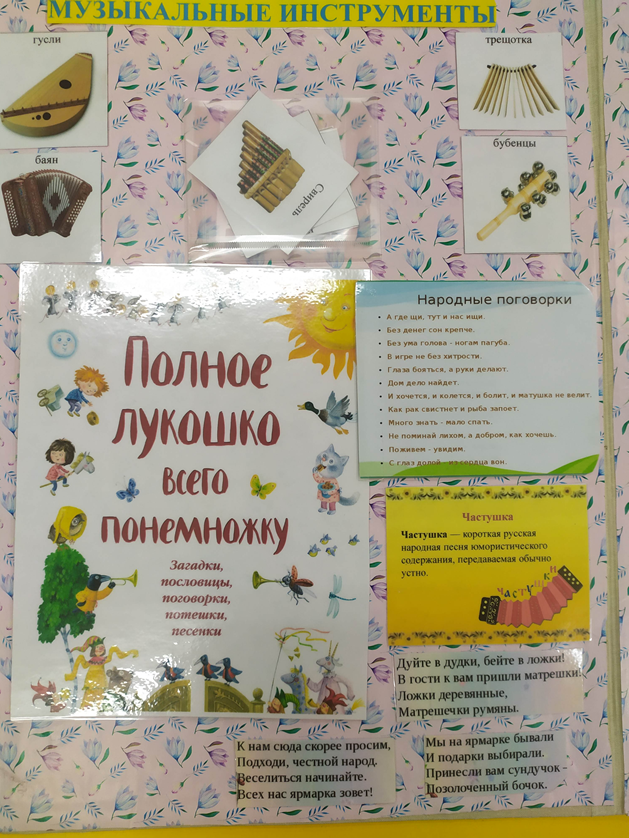 МУЗЫКАЛЬНЫЕ ИНСТРУМЕНТЫ
гусли
трещотка
баян
Свирель
бубенцы
Полное
лукошко
всего
понемножку
Загадки,
пословицы,
поговорки,
потешки,
песенки
Народные поговорки
• А где щи, тут и нас ищи.
• Без денег сон крепче.
• Без ума голова - ногам пагуба.
• В игре не без хитрости.
• Глаза бояться, а руки делают.
• Дом дело найдет.
• И хочется, и колется, и болит, и матушка не велит.
• Как рак свистнет и рыба запоет.
• Много знать - мало спать.
• Не поминай лихом, а добром, как хочешь.
• Поживем - увидим.
• С глаз долой - из сердца вон.
Частушка
Частушка — короткая русская
народная песня юмористического
содержания, передаваемая обычно
устно.
Частушки
Дуйте в дудки, бейте в ложки!
В гости к вам пришли матрешки.
Ложки деревянные,
Матрешечки румяны.
К нам сюда скорее просим,
Подходи, честной народ.
Веселиться начинайте.
Всех нас ярмарка зовет!
Мы на ярмарке бывали
И подарки выбирали.
Принесли вам сундучок -
Позолоченный бочок.